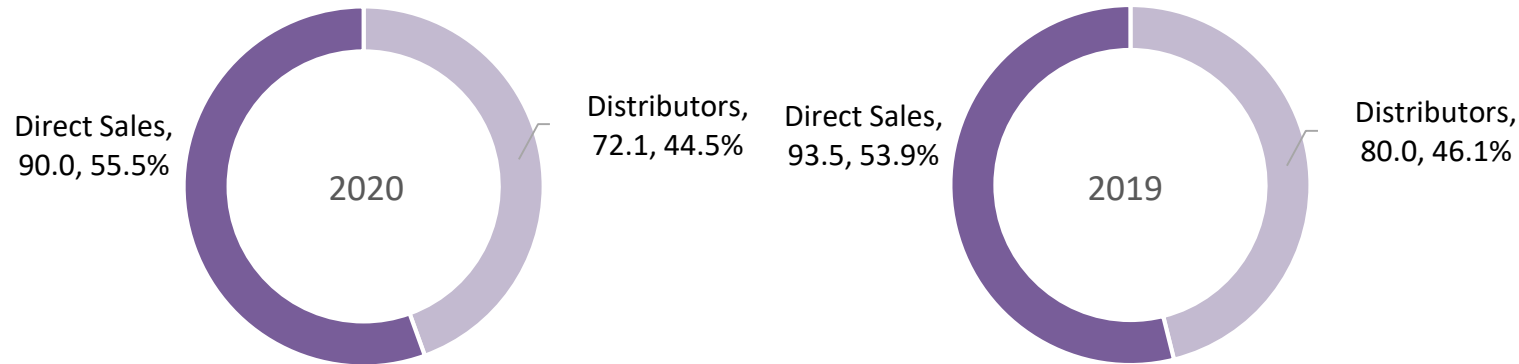 Direct Sales,
90.0, 55.5%
2020
Distributors,
72.1, 44.5%
Direct Sales,
93.5, 53.9%
2019
Distributors,
80.0, 46.1%